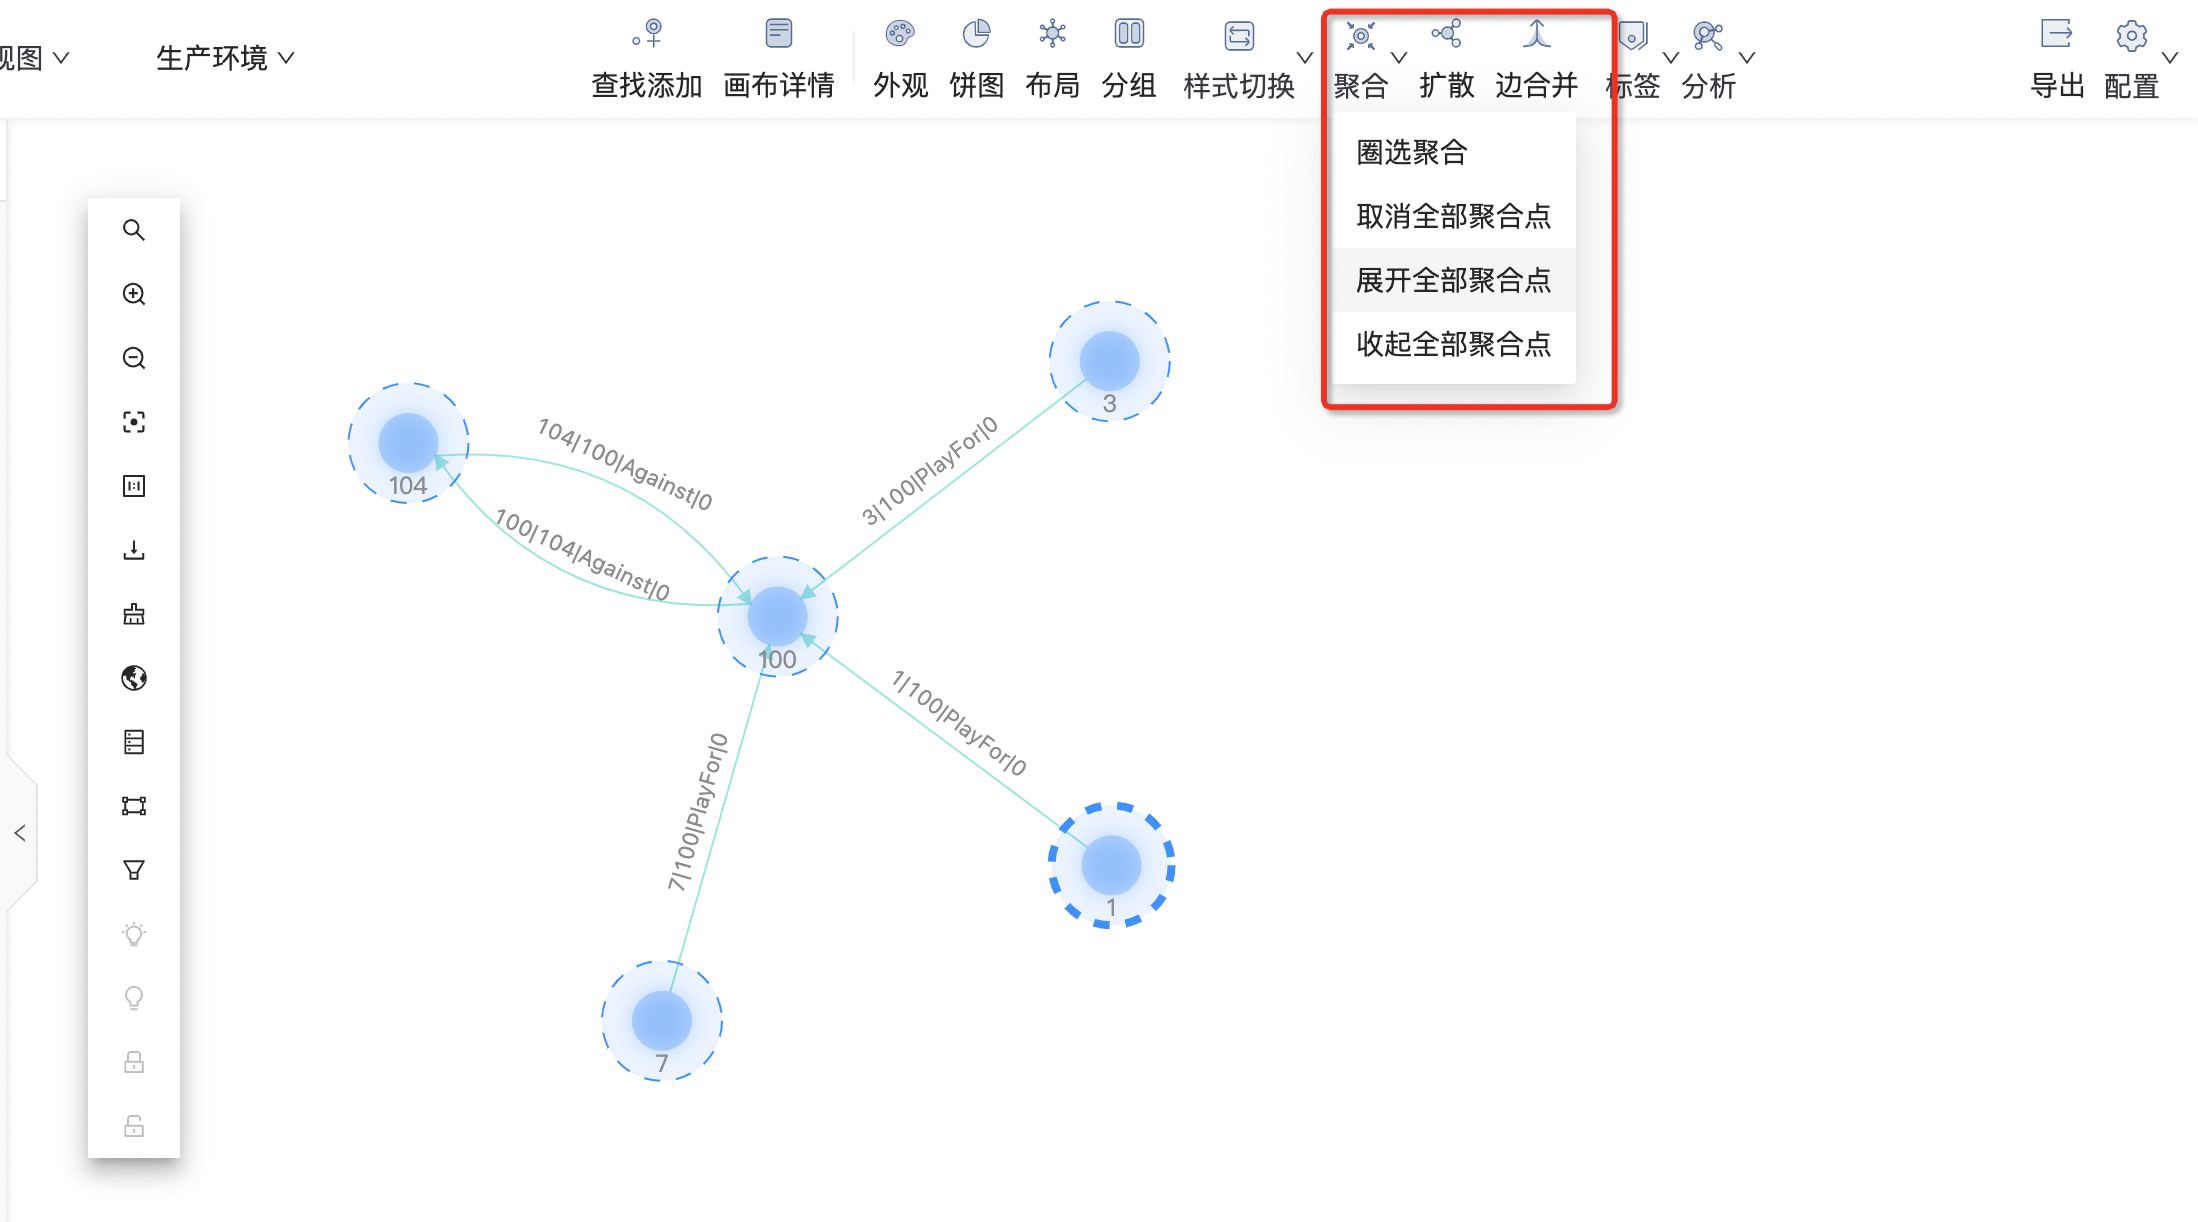 视图
生产环境
查找添加
画布详情
外观
饼图
布局
分组
样式切换
聚合
扩散
边合并
标签
分析
导出
配置
圈选聚合
取消全部聚合点
展开全部聚合点
收起全部聚合点
3
104|100|Against|0
3|100|PlayFor|0
104
100|104|Against|0
100
1|100|PlayFor|0
7|100|PlayFor|0
1
7